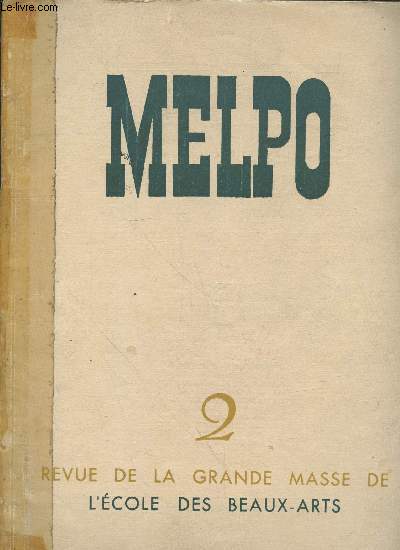 Le-livre.com
MELPO
2
REVUE DE LA GRANDE MASSE DE
L'ÉCOLE DES BEAUX-ARTS